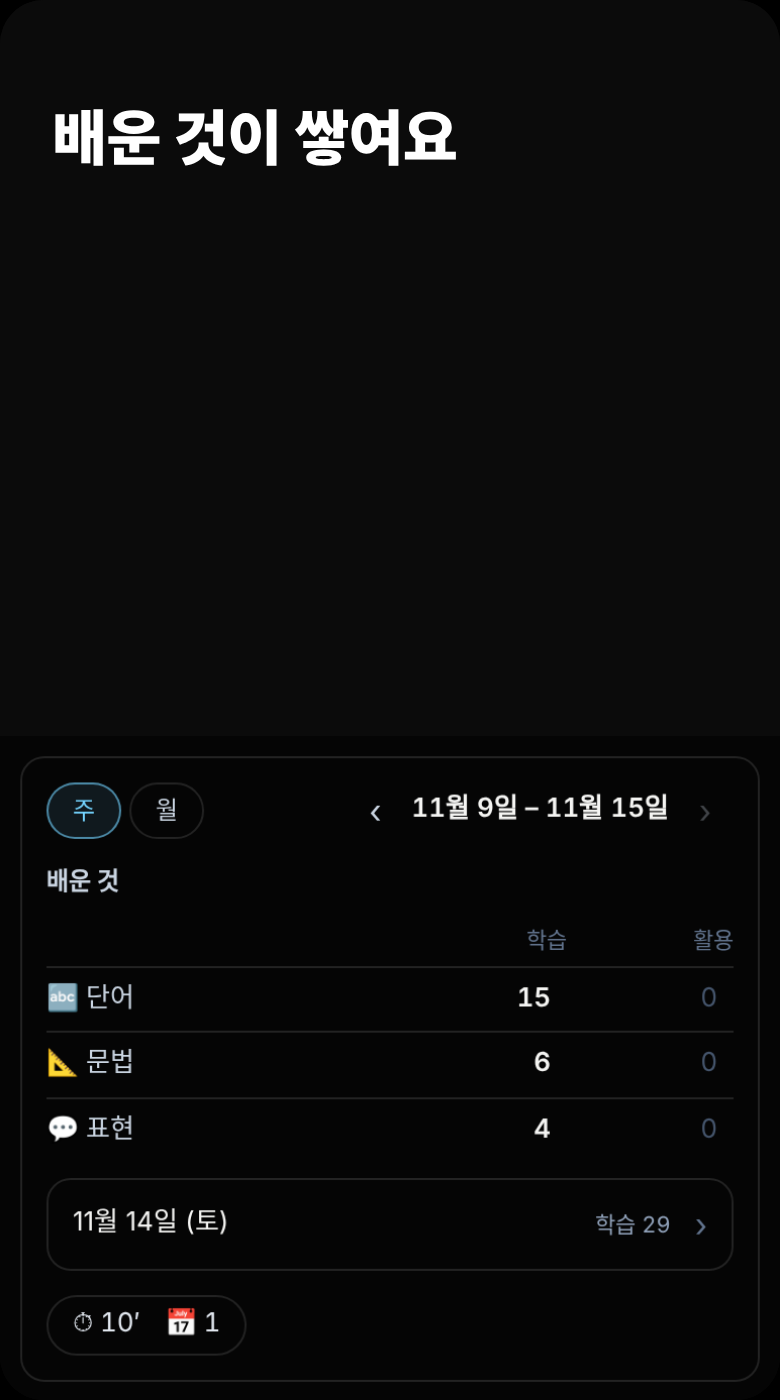 배운 것이 쌓여요
주 월 ‹ 11월 9일 – 11월 15일 ›
배운 것
학습 활용
🔤 단어 15 0
📐 문법 6 0
💬 표현 4 0
11월 14일 (토) 학습 29 ›
⏱ 10′ 📅 1